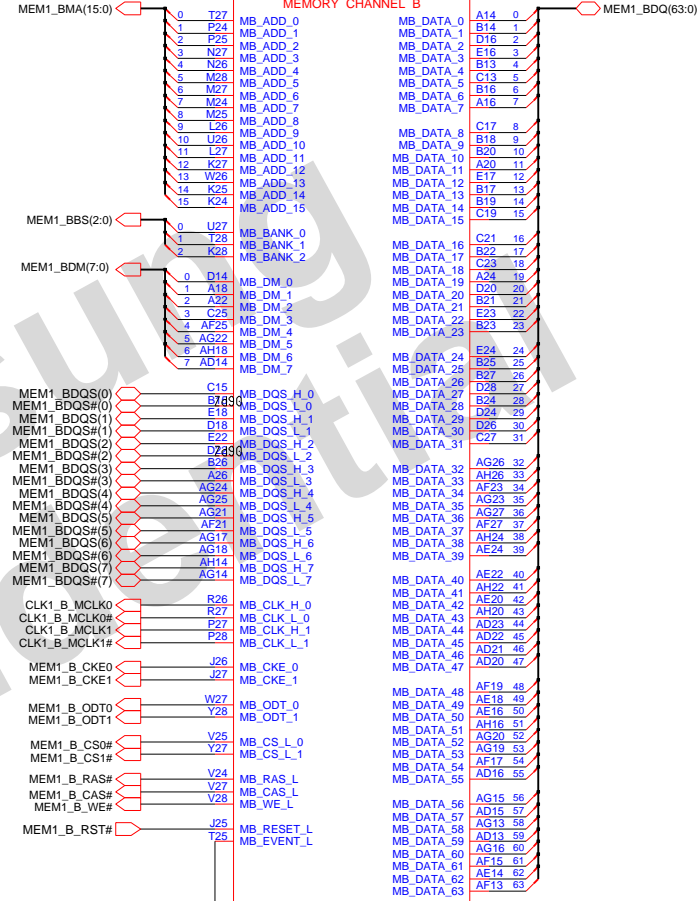 MEMORY CHANNEL B
MEM1_BMA(15:0)
0 T27 MB_ADD_0
1 P24 MB_ADD_1
2 P25 MB_ADD_2
3 N27 MB_ADD_3
4 N26 MB_ADD_4
5 M28 MB_ADD_5
6 M27 MB_ADD_6
7 M24 MB_ADD_7
8 M25 MB_ADD_8
9 L26 MB_ADD_9
10 U26 MB_ADD_10
11 L27 MB_ADD_11
12 K27 MB_ADD_12
13 W26 MB_ADD_13
14 K25 MB_ADD_14
15 K24 MB_ADD_15
MEM1_BBS(2:0)
0 U27 MB_BANK_0
1 T28 MB_BANK_1
2 K28 MB_BANK_2
MEM1_BDM(7:0)
0 D14 MB_DM_0
1 A18 MB_DM_1
2 A22 MB_DM_2
3 C25 MB_DM_3
4 AF25 MB_DM_4
5 AG22 MB_DM_5
6 AH18 MB_DM_6
7 AD14 MB_DM_7
MEM1_BDQS(0) C15 MB_DQS_H_0
MEM1_BDQS#(0) Zd90 MB_DQS_L_0
MEM1_BDQS(1) E18 MB_DQS_H_1
MEM1_BDQS#(1) D18 MB_DQS_L_1
MEM1_BDQS(2) E22 MB_DQS_H_2
MEM1_BDQS#(2) Zd90 MB_DQS_L_2
MEM1_BDQS(3) B26 MB_DQS_H_3
MEM1_BDQS#(3) A26 MB_DQS_L_3
MEM1_BDQS(4) AG24 MB_DQS_H_4
MEM1_BDQS#(4) AG25 MB_DQS_L_4
MEM1_BDQS(5) AG21 MB_DQS_H_5
MEM1_BDQS#(5) AF21 MB_DQS_L_5
MEM1_BDQS(6) AG17 MB_DQS_H_6
MEM1_BDQS#(6) AG18 MB_DQS_L_6
MEM1_BDQS(7) AH14 MB_DQS_H_7
MEM1_BDQS#(7) AG14 MB_DQS_L_7
CLK1_B_MCLK0 R26 MB_CLK_H_0
CLK1_B_MCLK0# R27 MB_CLK_L_0
CLK1_B_MCLK1 P27 MB_CLK_H_1
CLK1_B_MCLK1# P28 MB_CLK_L_1
MEM1_B_CKE0 J26 MB_CKE_0
MEM1_B_CKE1 J27 MB_CKE_1
MEM1_B_ODT0 W27 MB_ODT_0
MEM1_B_ODT1 Y28 MB_ODT_1
MEM1_B_CS0# V25 MB_CS_L_0
MEM1_B_CS1# Y27 MB_CS_L_1
MEM1_B_RAS# V24 MB_RAS_L
MEM1_B_CAS# V27 MB_CAS_L
MEM1_B_WE# V28 MB_WE_L
MEM1_B_RST# J25 MB_RESET_L
T25 MB_EVENT_L
MEM1_BDQ(63:0)
MB_DATA_0 A14 0
MB_DATA_1 B14 1
MB_DATA_2 D16 2
MB_DATA_3 E16 3
MB_DATA_4 B13 4
MB_DATA_5 C13 5
MB_DATA_6 B16 6
MB_DATA_7 A16 7
MB_DATA_8 C17 8
MB_DATA_9 B18 9
MB_DATA_10 B20 10
MB_DATA_11 A20 11
MB_DATA_12 E17 12
MB_DATA_13 B17 13
MB_DATA_14 B19 14
MB_DATA_15 C19 15
MB_DATA_16 C21 16
MB_DATA_17 B22 17
MB_DATA_18 C23 18
MB_DATA_19 A24 19
MB_DATA_20 D20 20
MB_DATA_21 B21 21
MB_DATA_22 E23 22
MB_DATA_23 B23 23
MB_DATA_24 E24 24
MB_DATA_25 B25 25
MB_DATA_26 B27 26
MB_DATA_27 D28 27
MB_DATA_28 B24 28
MB_DATA_29 D24 29
MB_DATA_30 D26 30
MB_DATA_31 C27 31
MB_DATA_32 AG26 32
MB_DATA_33 AH26 33
MB_DATA_34 AF23 34
MB_DATA_35 AG23 35
MB_DATA_36 AG27 36
MB_DATA_37 AF27 37
MB_DATA_38 AH24 38
MB_DATA_39 AE24 39
MB_DATA_40 AE22 40
MB_DATA_41 AH22 41
MB_DATA_42 AE20 42
MB_DATA_43 AH20 43
MB_DATA_44 AD23 44
MB_DATA_45 AD22 45
MB_DATA_46 AD21 46
MB_DATA_47 AD20 47
MB_DATA_48 AF19 48
MB_DATA_49 AE18 49
MB_DATA_50 AE16 50
MB_DATA_51 AH16 51
MB_DATA_52 AG20 52
MB_DATA_53 AG19 53
MB_DATA_54 AF17 54
MB_DATA_55 AD16 55
MB_DATA_56 AG15 56
MB_DATA_57 AD15 57
MB_DATA_58 AG13 58
MB_DATA_59 AD13 59
MB_DATA_60 AG16 60
MB_DATA_61 AF15 61
MB_DATA_62 AE14 62
MB_DATA_63 AF13 63
sung
dential